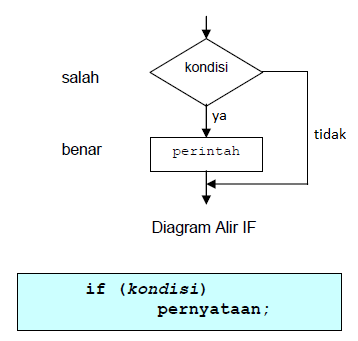 kondisi
salah
ya
tidak
benar
perintah
Diagram Alir IF
if (kondisi)
pernyataan;